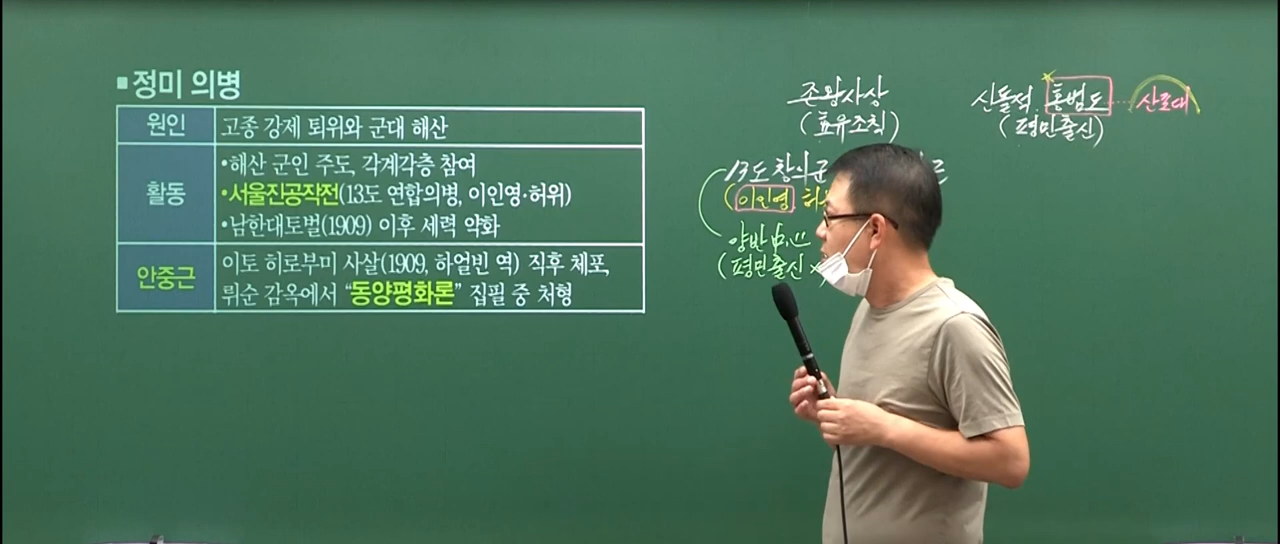 ▪정미 의병
원인
고종 강제 퇴위와 군대 해산
활동
•해산 군인 주도, 각계각층 참여
•서울진공작전(13도 연합의병, 이인영·허위)
•남한대토벌(1909) 이후 세력 약화
안중근
이토 히로부미 사살(1909, 하얼빈 역) 직후 체포,
뤼순 감옥에서 “동양평화론” 집필 중 처형
존왕사상
(효유조칙)
13도 창의군
(이인영
양반 中心
(평민출신 ×
신돌석, 홍범도 산포대
(평민출신)